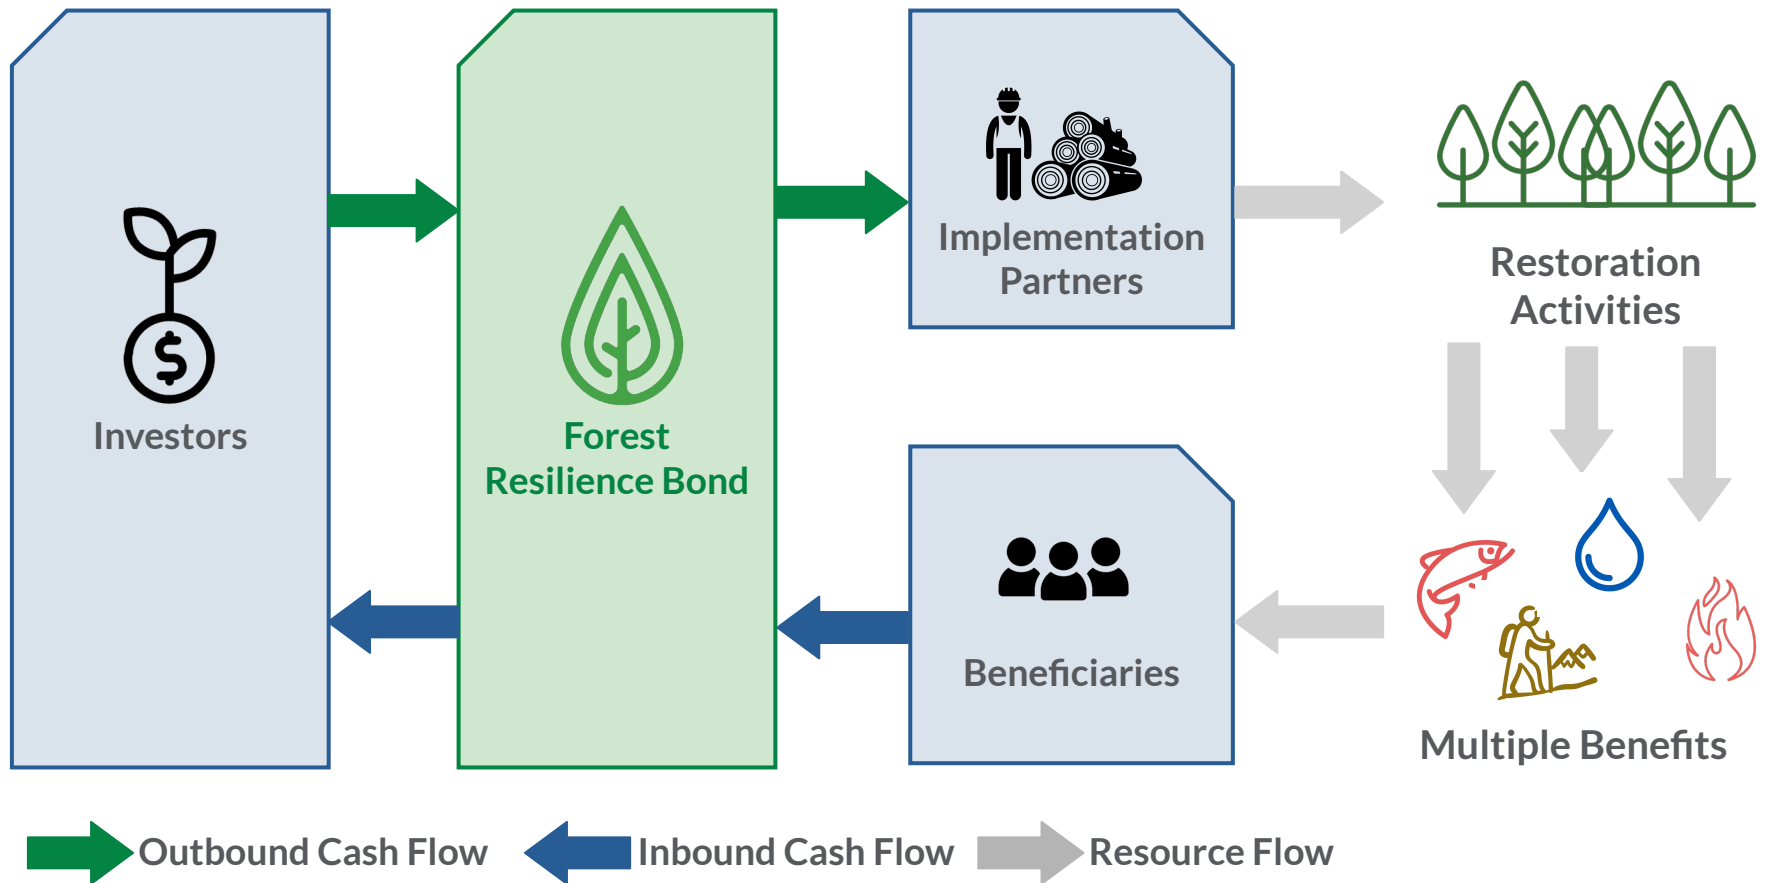 Investors
Forest
Resilience Bond
Implementation
Partners
Restoration
Activities
Beneficiaries
Multiple Benefits
Outbound Cash Flow
Inbound Cash Flow
Resource Flow
$